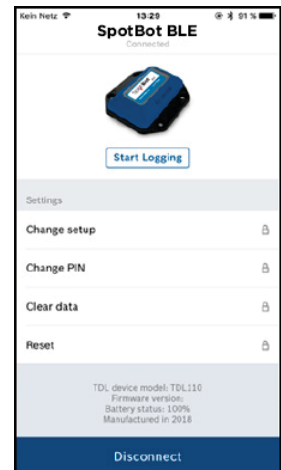 Kein Netz 13:29 91 %
SpotBot BLE
Connected
SpotBot
Start Logging
Settings
Change setup
Change PIN
Clear data
Reset
TDL device model: TDL110
Firmware version:
Battery status: 100%
Manufactured in 2018
Disconnect